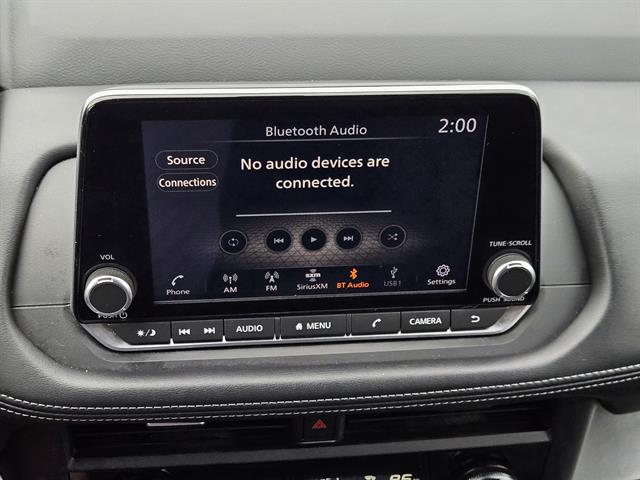 Bluetooth Audio
2:00
Source
No audio devices are
connected.
Connections
VOL
TUNE·SCROLL
Phone
AM
FM
sxm
SiriusXM
BT Audio
USB1
Settings
PUSH
PUSH SOUND
AUDIO
MENU
CAMERA